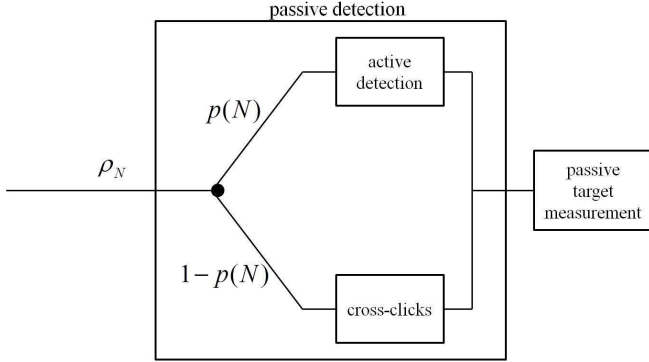 passive detection
active
detection
p(N)
ρ_N
passive
target
measurement
1 − p(N)
cross-clicks